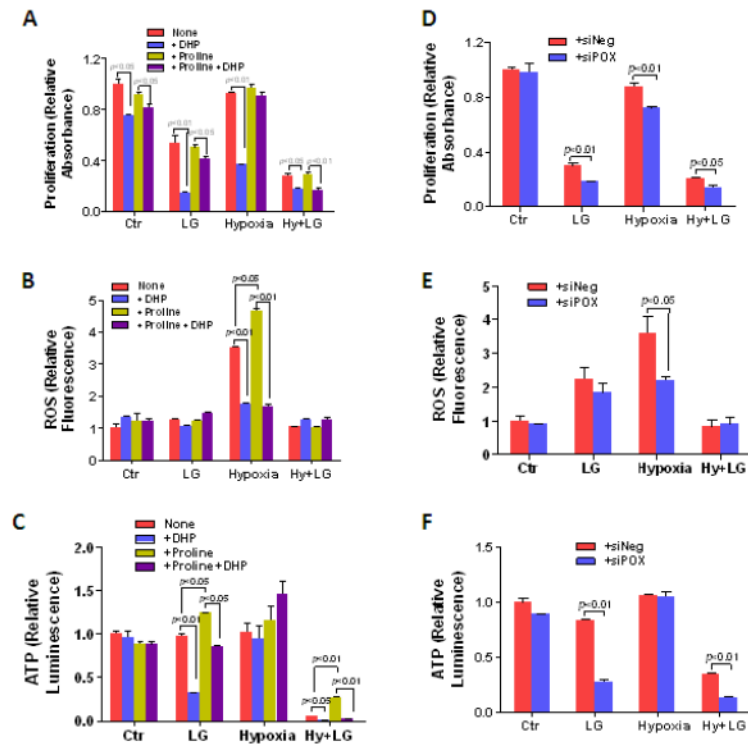 A
None
+DHP
+Proline
+Proline+DHP
Proliferation (Relative
Absorbance)
1.2
0.8
0.4
0.0
p<0.05
p<0.05
p<0.01
p<0.05
p<0.01
p<0.05
p<0.01
Ctr
LG
Hypoxia
Hy+LG
B
None
+DHP
+Proline
+Proline+DHP
ROS (Relative
Fluorescence)
5
4
3
2
1
0
p<0.05
p<0.01
p<0.01
Ctr
LG
Hypoxia
Hy+LG
C
None
+DHP
+Proline
+Proline+DHP
ATP (Relative
Luminescence)
2.0
1.5
1.0
0.5
0.0
p<0.05
p<0.05
p<0.01
p<0.01
p<0.01
p<0.05
Ctr
LG
Hypoxia
Hy+LG
D
+siNeg
+siPOX
Proliferation (Relative
Absorbance)
1.2
0.9
0.6
0.3
0.0
p<0.01
p<0.01
p<0.05
Ctr
LG
Hypoxia
Hy+LG
E
+siNeg
+siPOX
ROS (Relative
Fluorescence)
5
4
3
2
1
0
p<0.05
Ctr
LG
Hypoxia
Hy+LG
F
+siNeg
+siPOX
ATP (Relative
Luminescence)
1.5
1.0
0.5
0.0
p<0.01
p<0.01
Ctr
LG
Hypoxia
Hy+LG